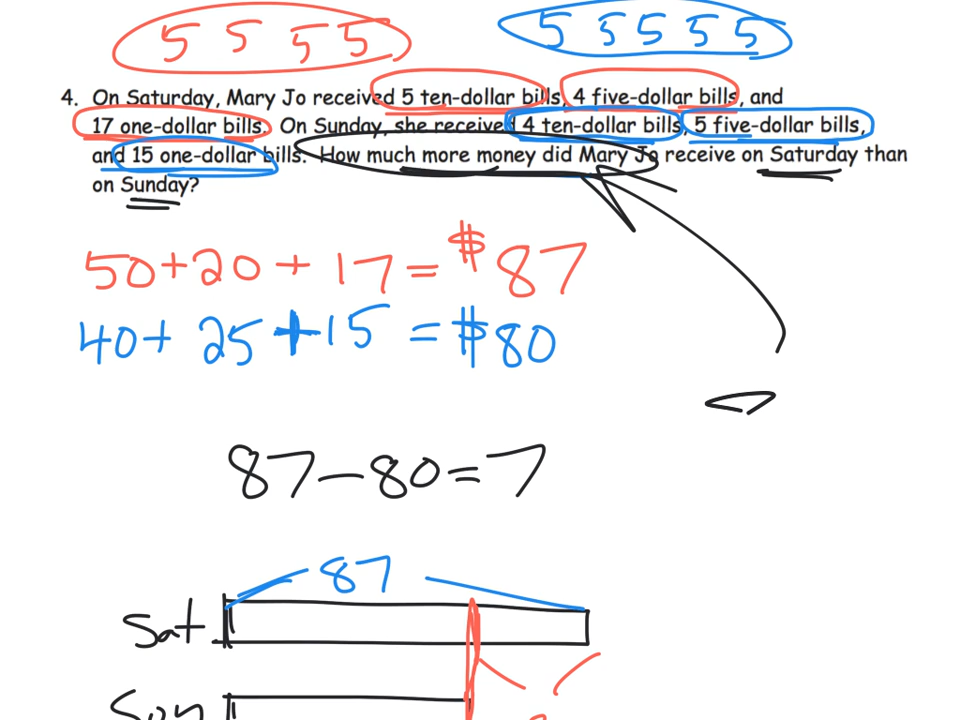 5 5 5 5 5 5 5 5 5
4. On Saturday, Mary Jo received 5 ten-dollar bills, 4 five-dollar bills, and
17 one-dollar bills. On Sunday, she received 4 ten-dollar bills, 5 five-dollar bills,
and 15 one-dollar bills. How much more money did Mary Jo receive on Saturday than
on Sunday?
50+20+17=$87
40+25+15=$80
87-80=7
87
Sat